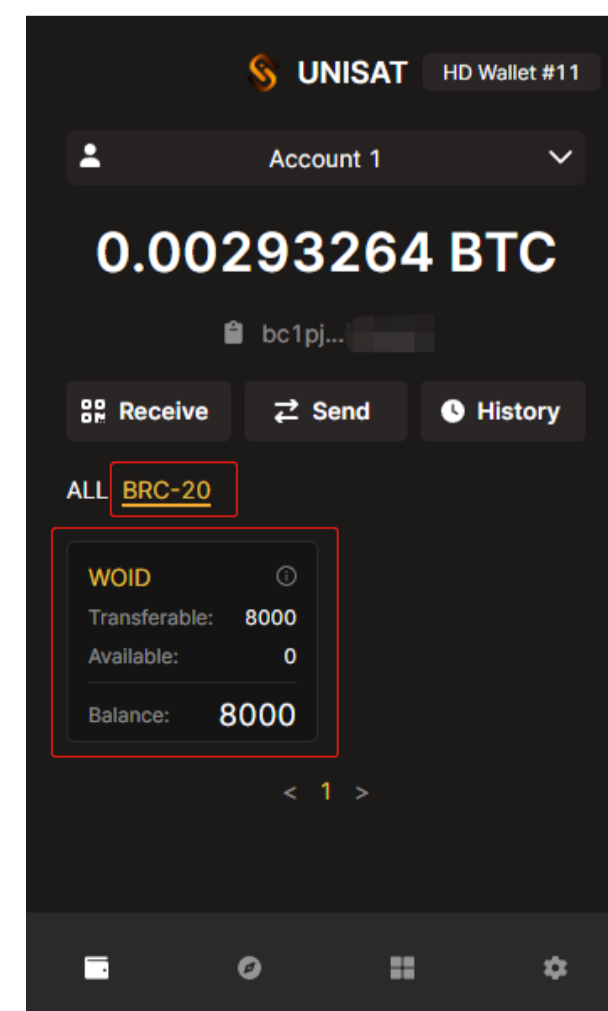 UNISAT HD Wallet #11
Account 1
0.00293264 BTC
bc1pj...
Receive Send History
ALL BRC-20
WOID
Transferable: 8000
Available: 0
Balance: 8000
< 1 >